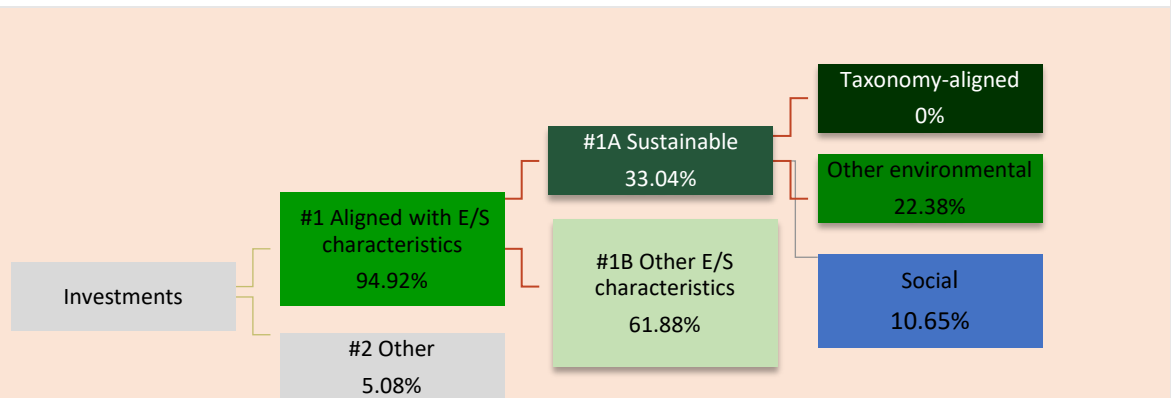 Investments
#1 Aligned with E/S
characteristics
94.92%
#2 Other
5.08%
#1A Sustainable
33.04%
#1B Other E/S
characteristics
61.88%
Taxonomy-aligned
0%
Other environmental
22.38%
Social
10.65%